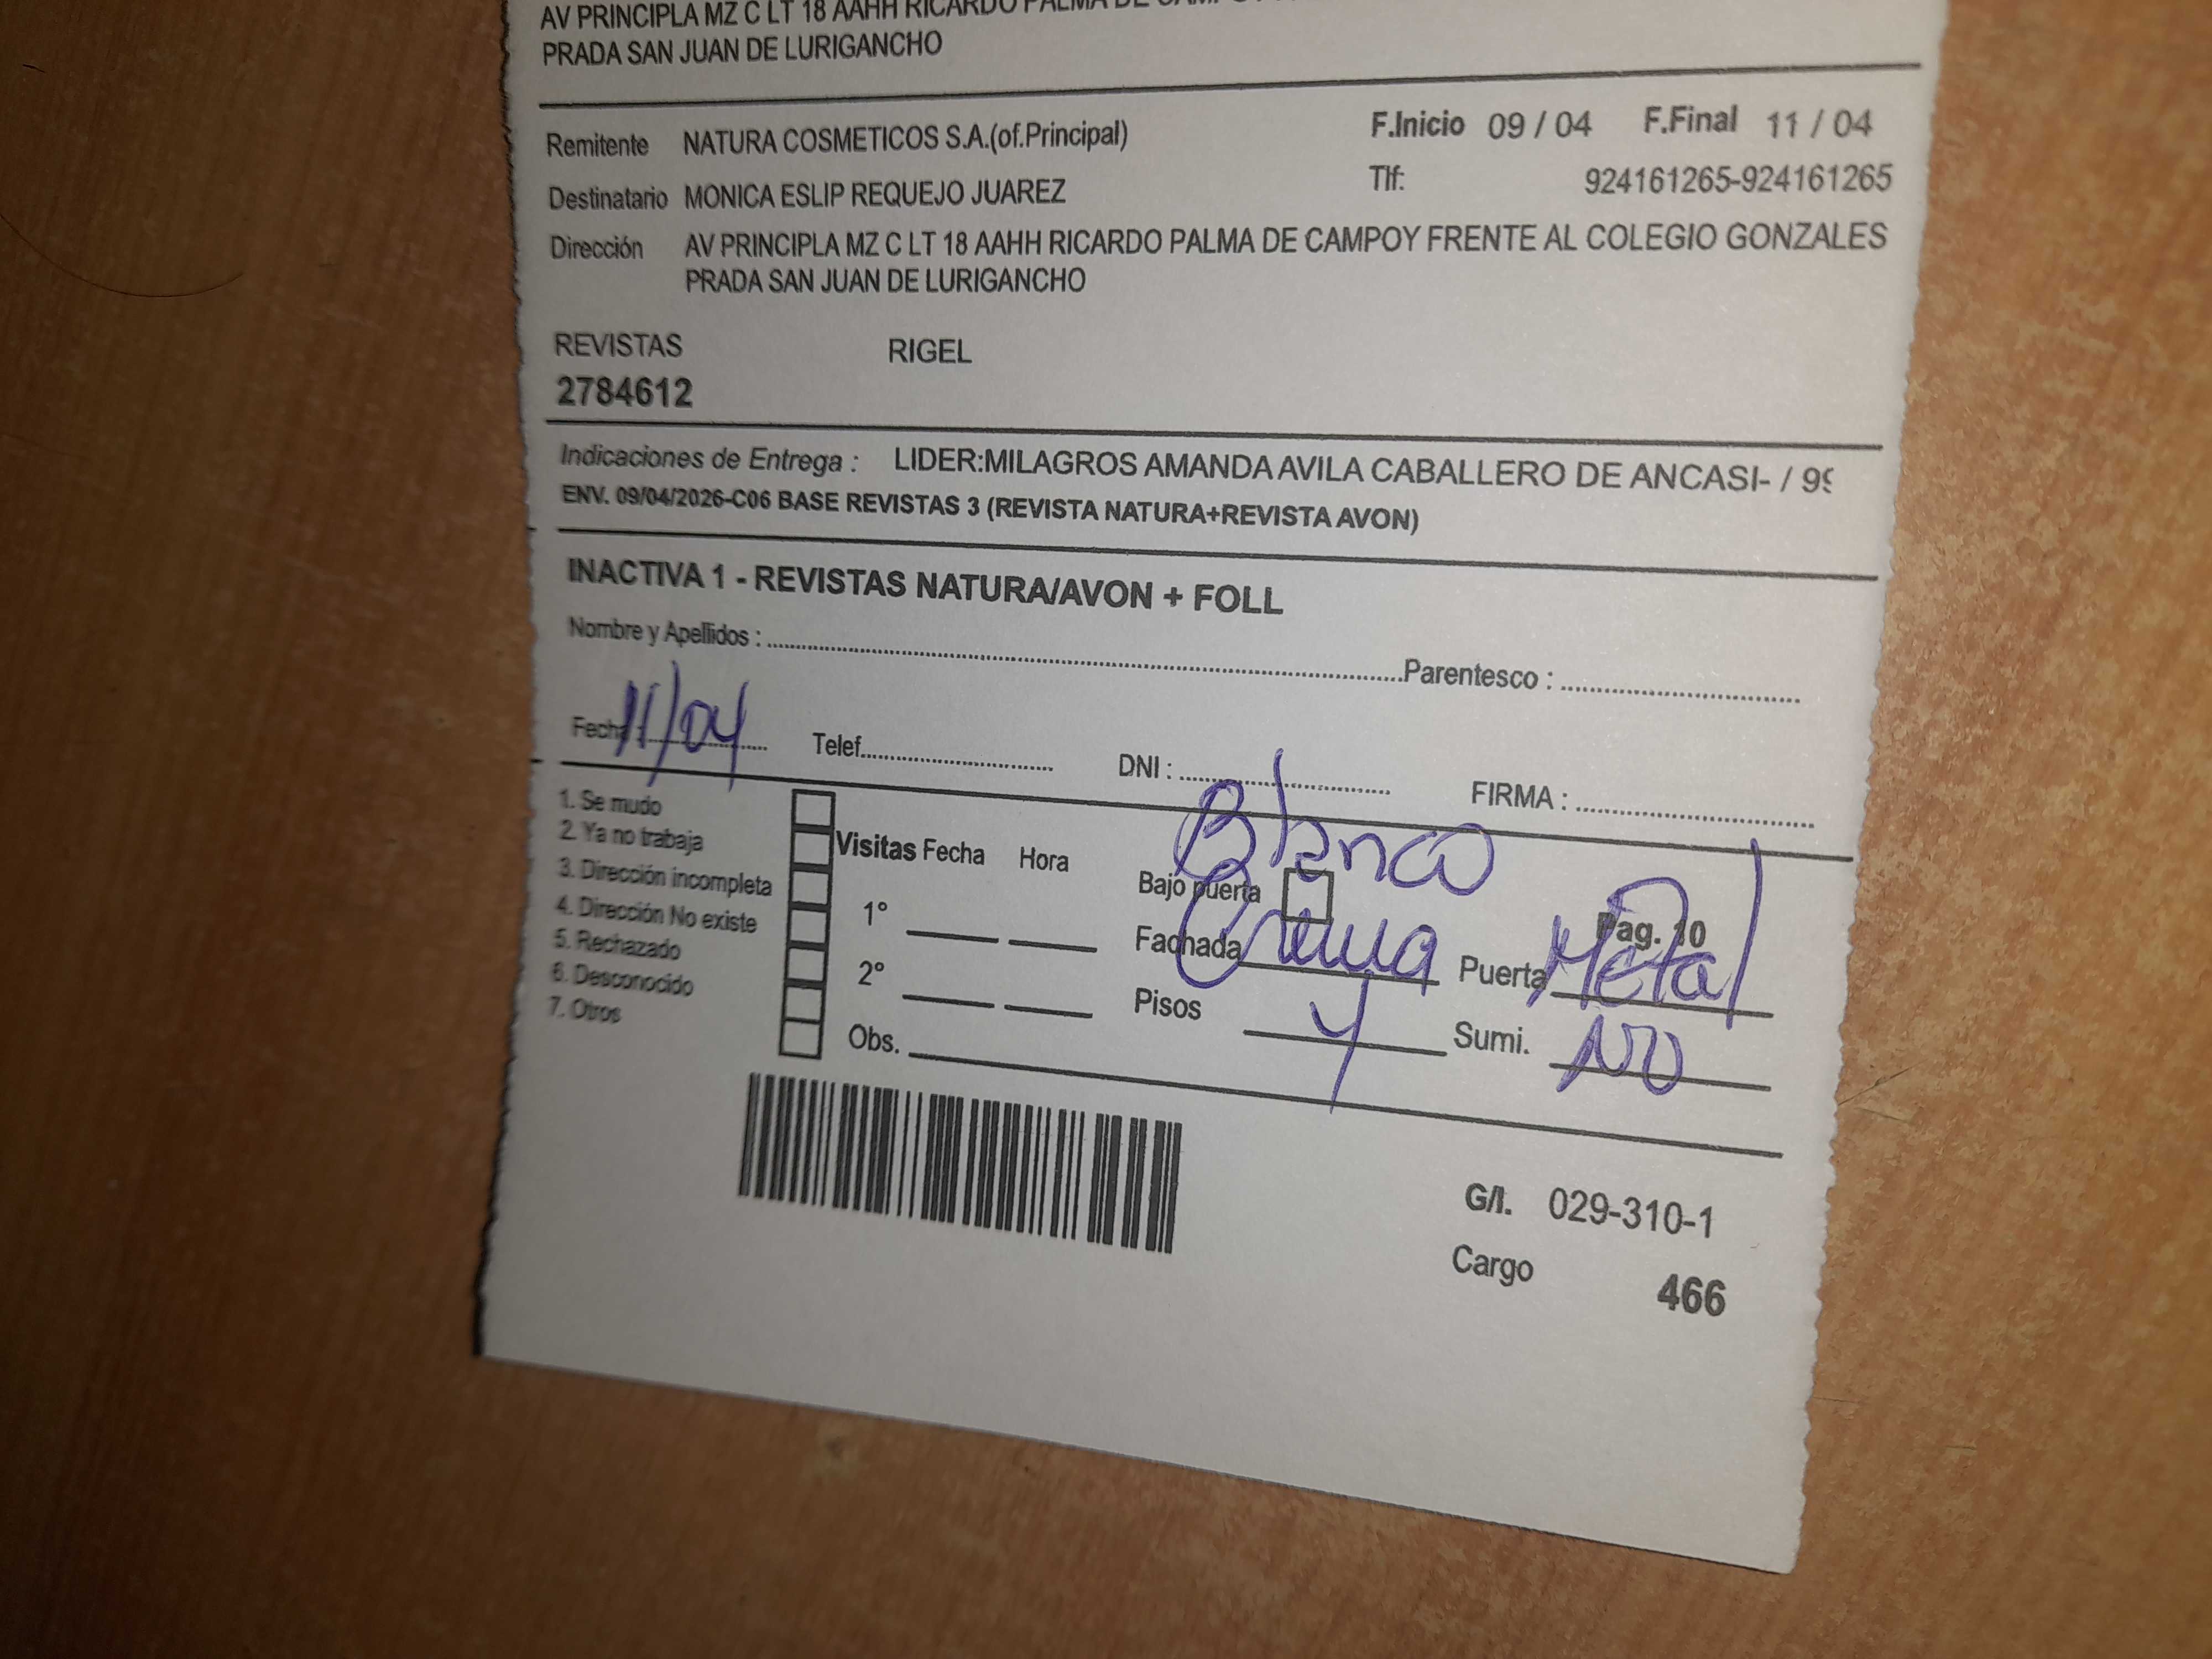 AV PRINCIPLA MZ C LT 18 AAHH RICARDO PALMA DE
PRADA SAN JUAN DE LURIGANCHO
Remitente NATURA COSMETICOS S.A.(of.Principal) F.Inicio 09 / 04 F.Final 11 / 04
Destinatario MONICA ESLIP REQUEJO JUAREZ Tlf: 924161265-924161265
Dirección AV PRINCIPLA MZ C LT 18 AAHH RICARDO PALMA DE CAMPOY FRENTE AL COLEGIO GONZALES
PRADA SAN JUAN DE LURIGANCHO
REVISTAS RIGEL
2784612
Indicaciones de Entrega : LIDER:MILAGROS AMANDA AVILA CABALLERO DE ANCASI- / 99
ENV. 09/04/2026-C06 BASE REVISTAS 3 (REVISTA NATURA+REVISTA AVON)
INACTIVA 1 - REVISTAS NATURA/AVON + FOLL
Nombre y Apellidos : Parentesco :
Fecha : 11/04 Telef. DNI : FIRMA :
1. Se mudo
2. Ya no trabaja
3. Dirección incompleta
4. Dirección No existe
5. Rechazado
6. Desconocido
7. Otros
Visitas Fecha Hora
1°
2°
Obs.
Blanco
Bajo puerta Pag. 10
Fachada Crema Puerta Metal
Pisos 4 Sumi. NO
G/I. 029-310-1
Cargo 466